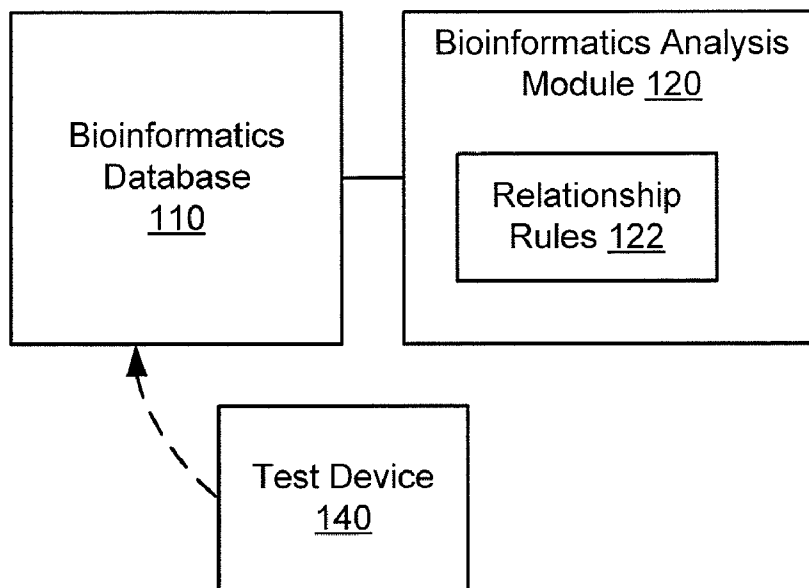 Bioinformatics
Database
110
Bioinformatics Analysis
Module 120
Relationship
Rules 122
Test Device
140